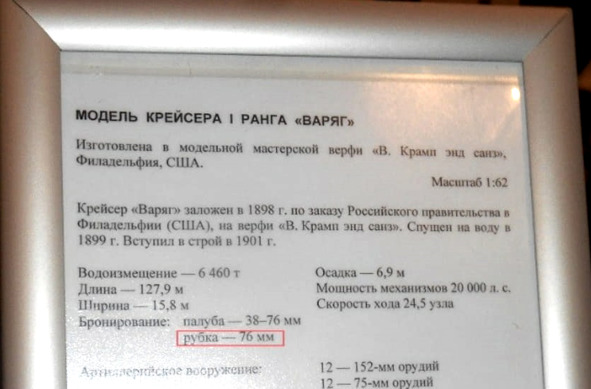 МОДЕЛЬ КРЕЙСЕРА I РАНГА «ВАРЯГ»
Изготовлена в модельной мастерской верфи «В. Крамп энд санз»,
Филадельфия, США.
Масштаб 1:62
Крейсер «Варяг» заложен в 1898 г. по заказу Российского правительства в
Филадельфии (США), на верфи «В. Крамп энд санз». Спущен на воду в
1899 г. Вступил в строй в 1901 г.
Водоизмещение — 6 460 т
Длина — 127,9 м
Ширина — 15,8 м
Бронирование: палуба — 38–76 мм
рубка — 76 мм
Осадка — 6,9 м
Мощность механизмов 20 000 л. с.
Скорость хода 24,5 узла
Артиллерийское вооружение:
12 — 152-мм орудий
12 — 75-мм орудий